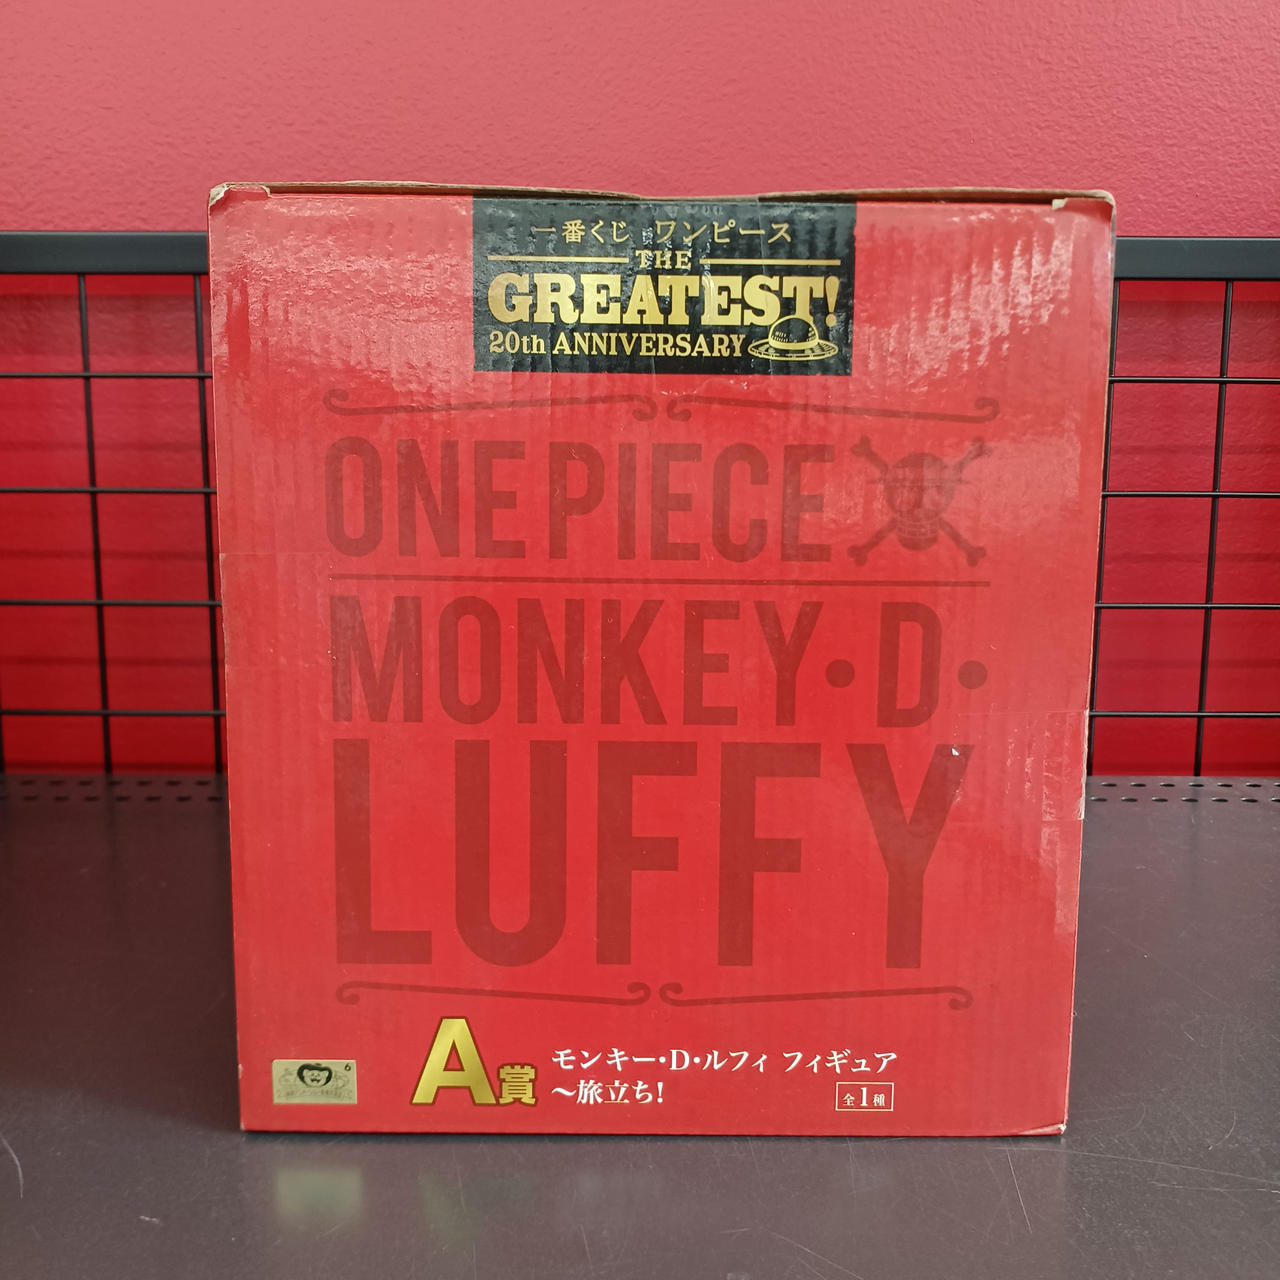 一番くじ ワンピース
THE
GREATEST!
20th ANNIVERSARY
ONE PIECE
MONKEY・D・
LUFFY
A賞
モンキー・D・ルフィ フィギュア
～旅立ち!
全1種
6